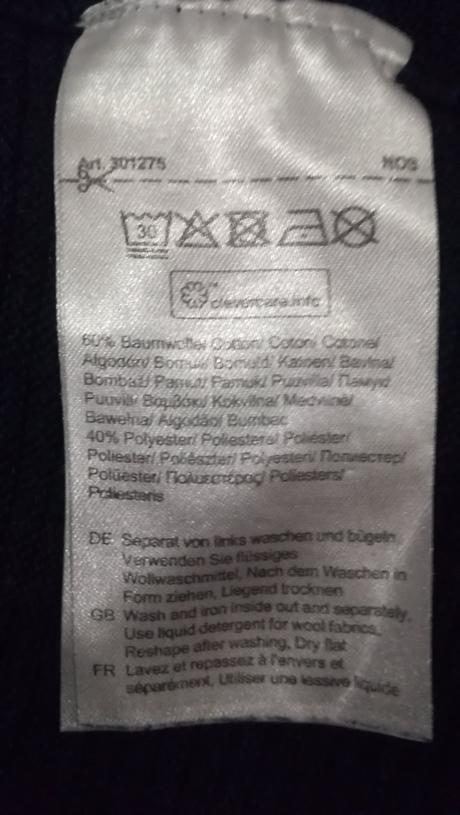 Art. 301275 NOS
30
clevercare.info
60% Baumwolle/ Cotton/ Coton/ Cotone/
Algodón/ Bomull/ Bomuld/ Katoen/ Bavlna/
Bombaž/ Pamut/ Pamuk/ Puuvilla/ Памук/
Puuvill/ Βαμβάκι/ Kokvilna/ Medvilnė/
Bawełna/ Algodão/ Bumbac
40% Polyester/ Poliestere/ Poliéster/
Poliester/ Poliészter/ Polyesteri/ Полиестер/
Polüester/ Πολυεστέρας/ Poliesters/
Poliesteris
DE Separat von links waschen und bügeln.
Verwenden Sie flüssiges
Wollwaschmittel, Nach dem Waschen in
Form ziehen, Liegend trocknen
GB Wash and iron inside out and separately,
Use liquid detergent for wool fabrics,
Reshape after washing, Dry flat
FR Lavez et repassez à l'envers et
séparément, Utiliser une lessive liquide